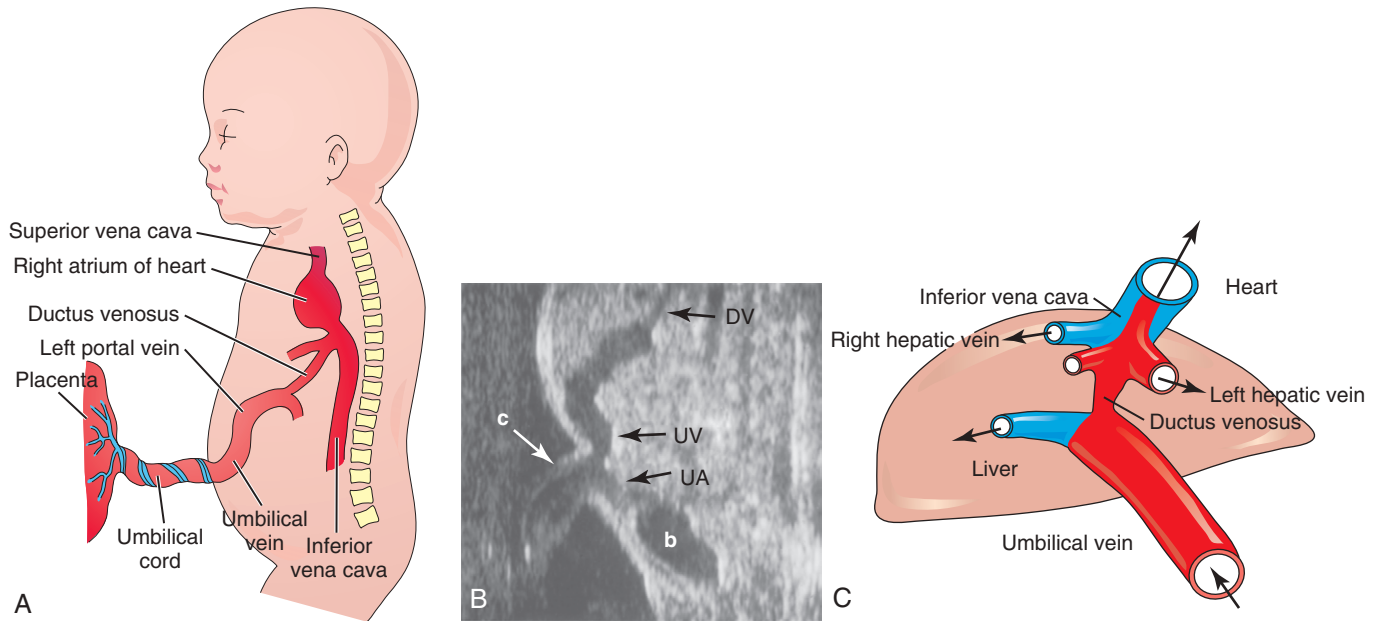 Superior vena cava
Right atrium of heart
Ductus venosus
Left portal vein
Placenta
Umbilical
cord
Umbilical
vein
Inferior
vena cava
A
DV
c
UV
UA
b
B
Heart
Inferior vena cava
Right hepatic vein
Left hepatic vein
Ductus venosus
Liver
Umbilical vein
C